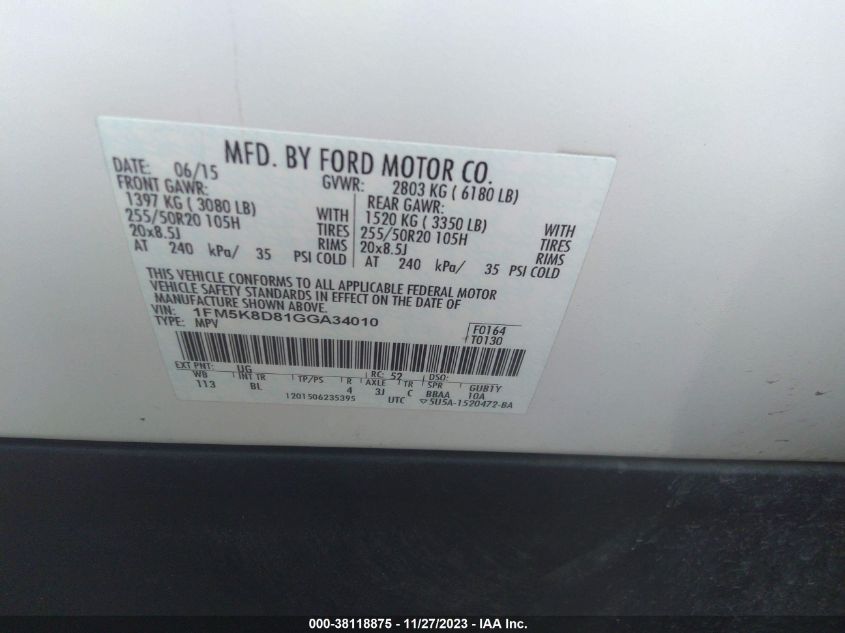 MFD. BY FORD MOTOR CO.
DATE: 06/15 GVWR: 2803 KG ( 6180 LB)
FRONT GAWR: REAR GAWR:
1397 KG ( 3080 LB) WITH 1520 KG ( 3350 LB) WITH
255/50R20 105H TIRES 255/50R20 105H TIRES
20x8.5J RIMS 20x8.5J RIMS
AT 240 kPa/ 35 PSI COLD AT 240 kPa/ 35 PSI COLD
THIS VEHICLE CONFORMS TO ALL APPLICABLE FEDERAL MOTOR
VEHICLE SAFETY STANDARDS IN EFFECT ON THE DATE OF
MANUFACTURE SHOWN ABOVE.
VIN: 1FM5K8D81GGA34010 F0164
TYPE: MPV T0130
EXT PNT: UG RC: 52 DSO:
WB INT TR TP/PS R AXLE TR SPR GUB1Y
113 BL 4 3J C BBAA 10A
1201506235395 UTC ▽5U5A-1520472-BA
000-38118875 - 11/27/2023 - IAA Inc.